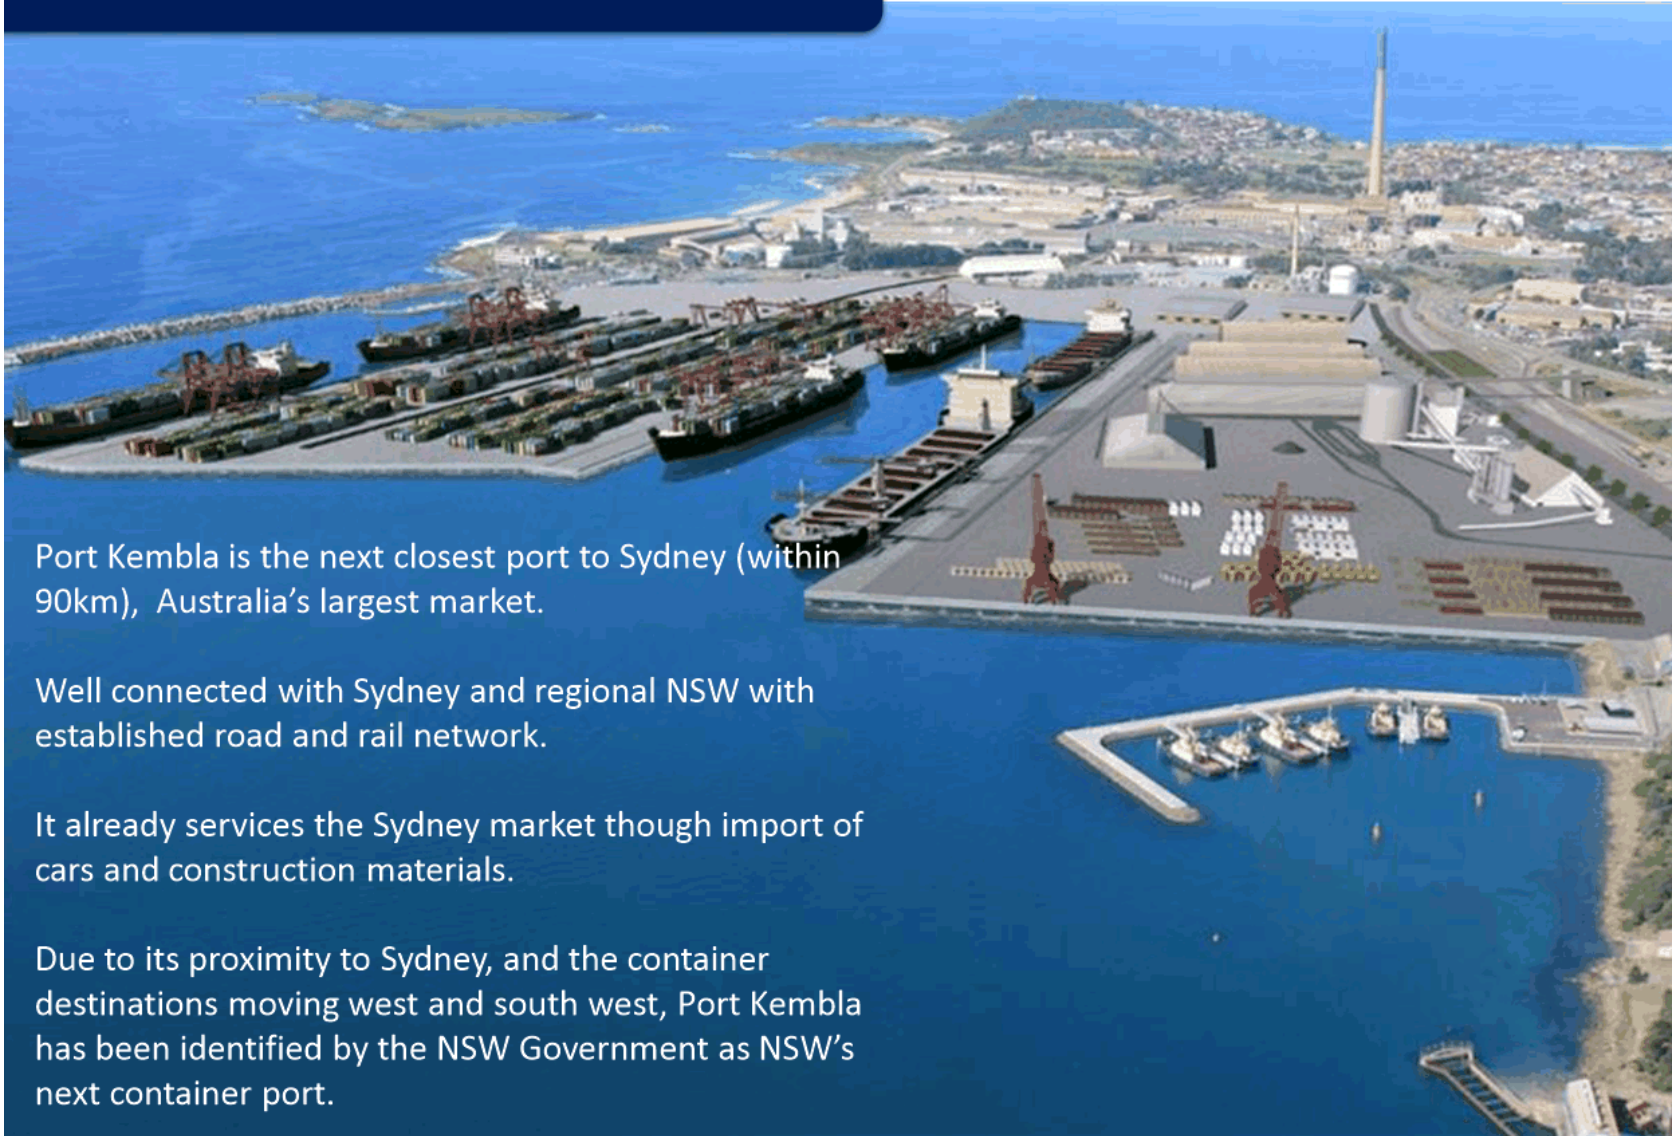 Port Kembla is the next closest port to Sydney (within
90km),  Australia’s largest market.
Well connected with Sydney and regional NSW with
established road and rail network.
It already services the Sydney market though import of
cars and construction materials.
Due to its proximity to Sydney, and the container
destinations moving west and south west, Port Kembla
has been identified by the NSW Government as NSW’s
next container port.